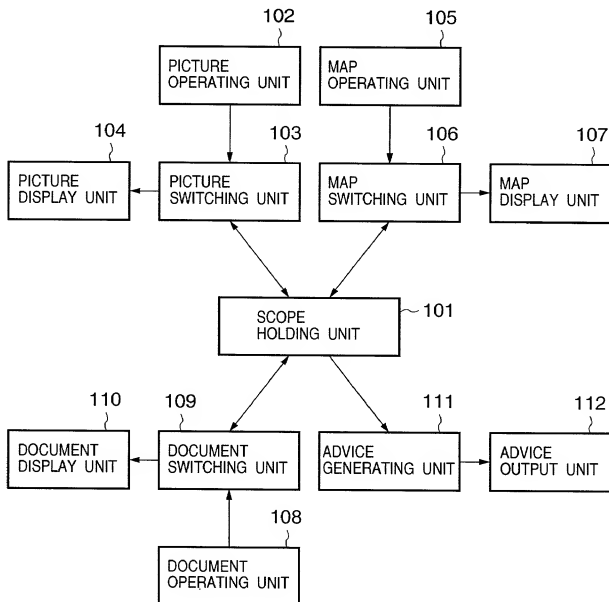 102
105
PICTURE
OPERATING UNIT
MAP
OPERATING UNIT
104
103
106
107
PICTURE
DISPLAY UNIT
PICTURE
SWITCHING UNIT
MAP
SWITCHING UNIT
MAP
DISPLAY UNIT
SCOPE
HOLDING UNIT
101
110
109
111
112
DOCUMENT
DISPLAY UNIT
DOCUMENT
SWITCHING UNIT
ADVICE
GENERATING UNIT
ADVICE
OUTPUT UNIT
108
DOCUMENT
OPERATING UNIT